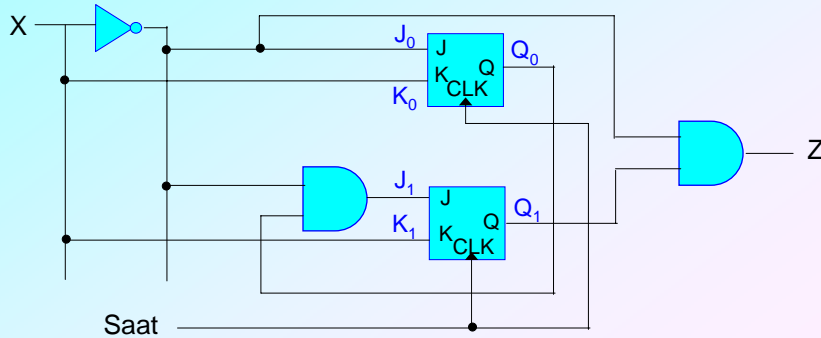 X
J₀
J
Q
Q₀
K
CLK
K₀
Z
J₁
J
Q
Q₁
K₁
K
CLK
Saat